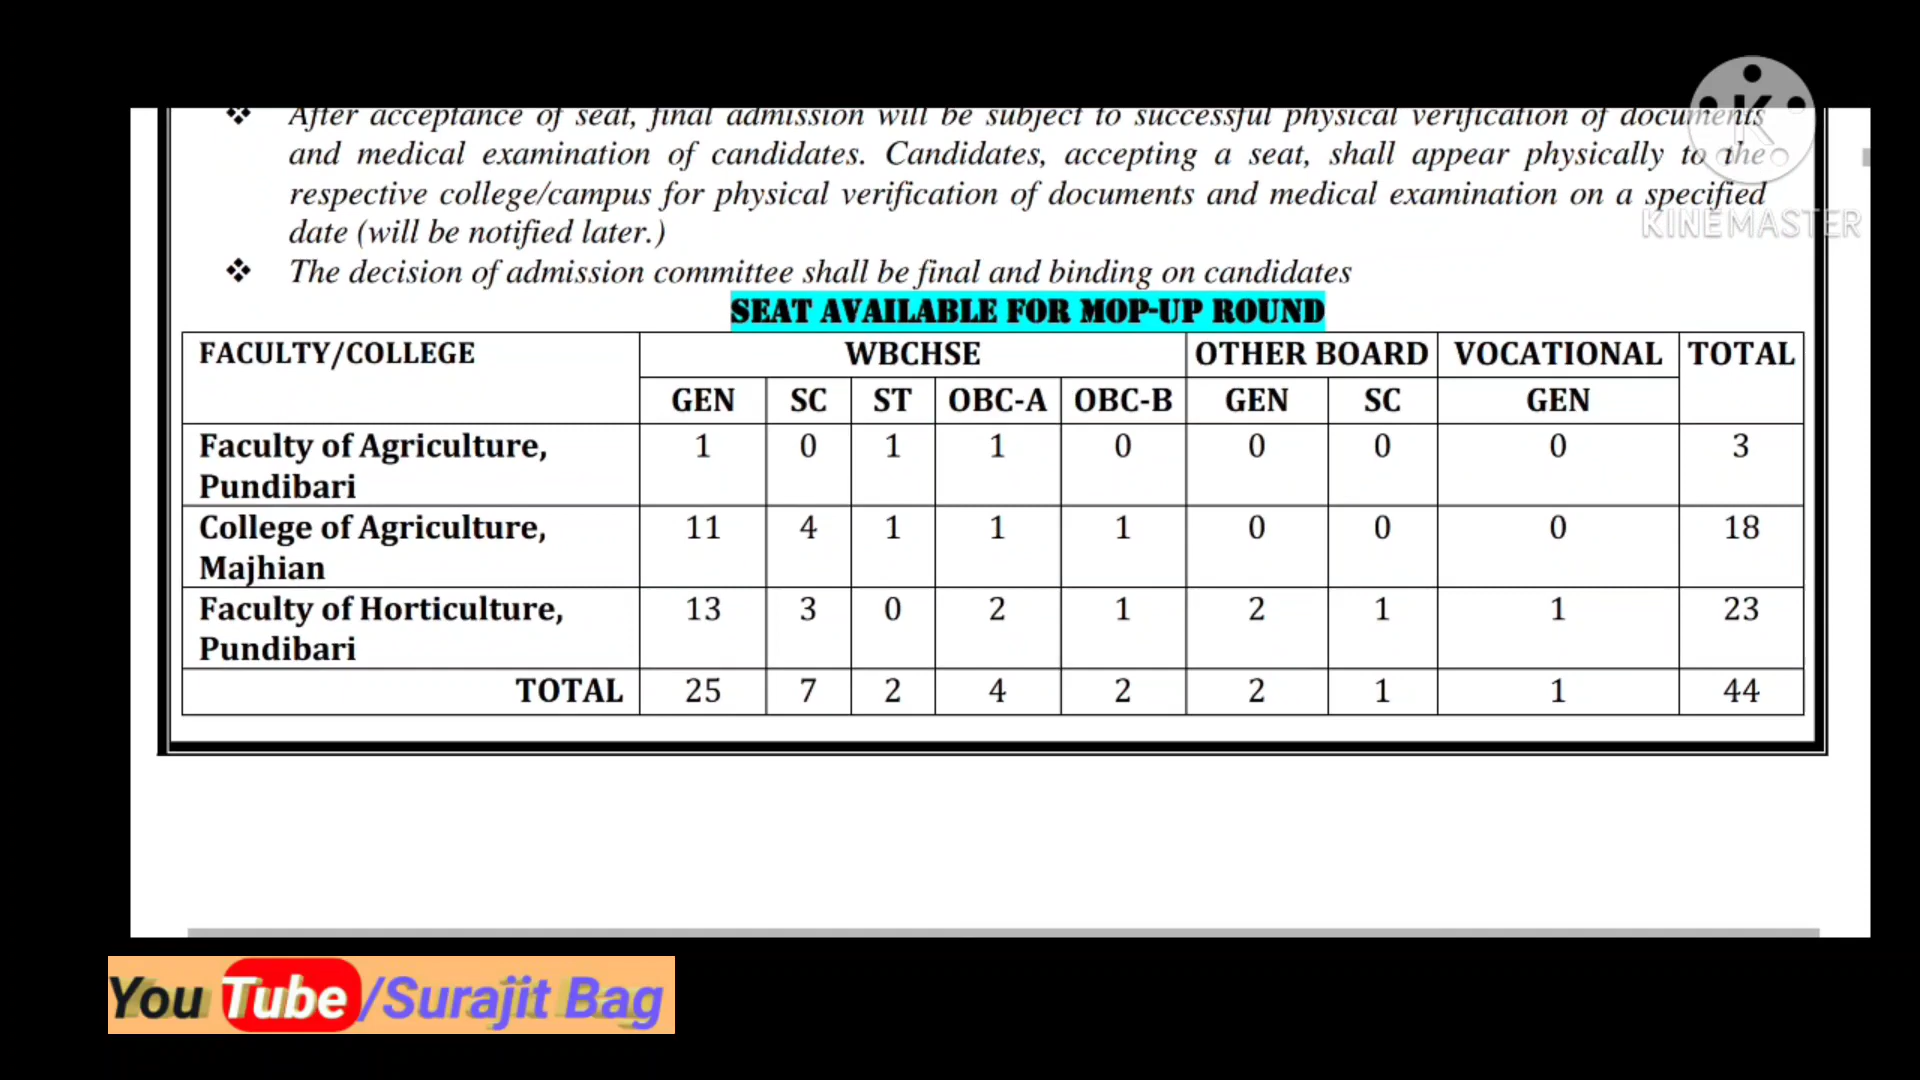 ❖ After acceptance of seat, final admission will be subject to successful physical verification of documents
and medical examination of candidates. Candidates, accepting a seat, shall appear physically to the
respective college/campus for physical verification of documents and medical examination on a specified
date (will be notified later.)
KINEMASTER
❖ The decision of admission committee shall be final and binding on candidates
SEAT AVAILABLE FOR MOP-UP ROUND
FACULTY/COLLEGE WBCHSE OTHER BOARD VOCATIONAL TOTAL
GEN SC ST OBC-A OBC-B GEN SC GEN
Faculty of Agriculture, 1 0 1 1 0 0 0 0 3
Pundibari
College of Agriculture, 11 4 1 1 1 0 0 0 18
Majhian
Faculty of Horticulture, 13 3 0 2 1 2 1 1 23
Pundibari
TOTAL 25 7 2 4 2 2 1 1 44
YouTube/Surajit Bag